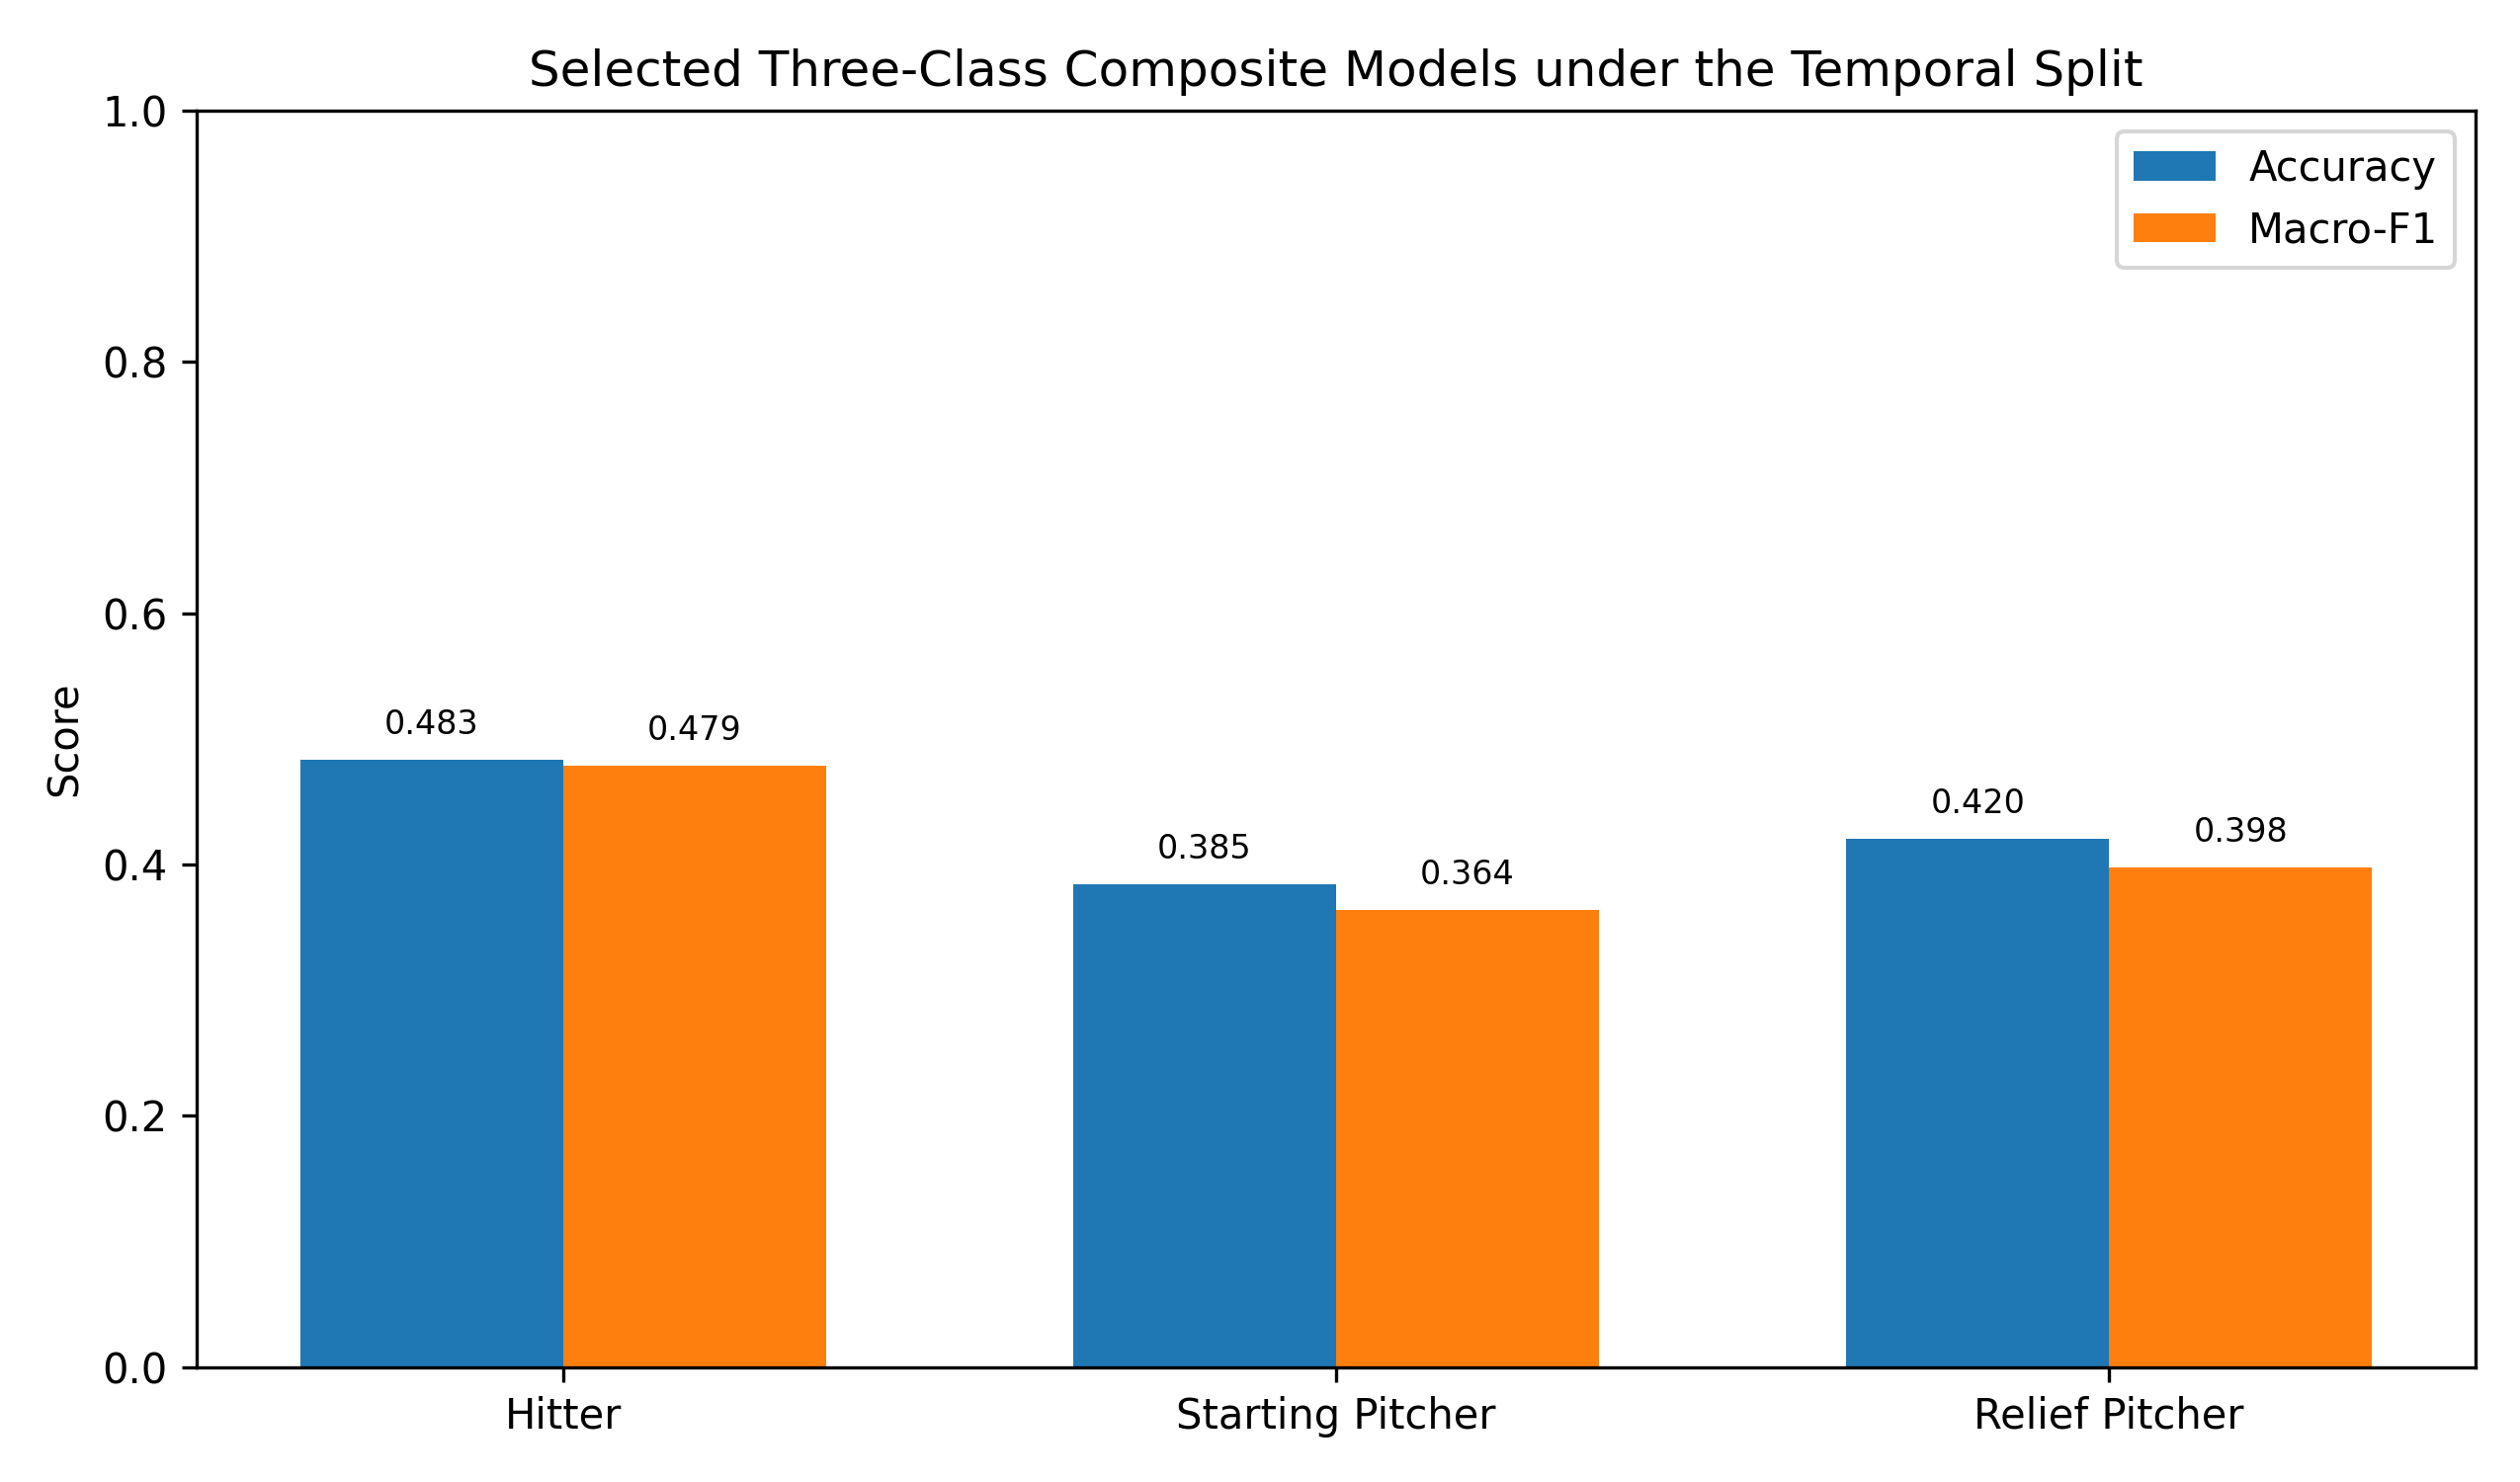 Selected Three-Class Composite Models under the Temporal Split
1.0
0.8
0.6
0.4
0.2
0.0
Score
Accuracy
Macro-F1
0.483
0.479
0.385
0.364
0.420
0.398
Hitter
Starting Pitcher
Relief Pitcher